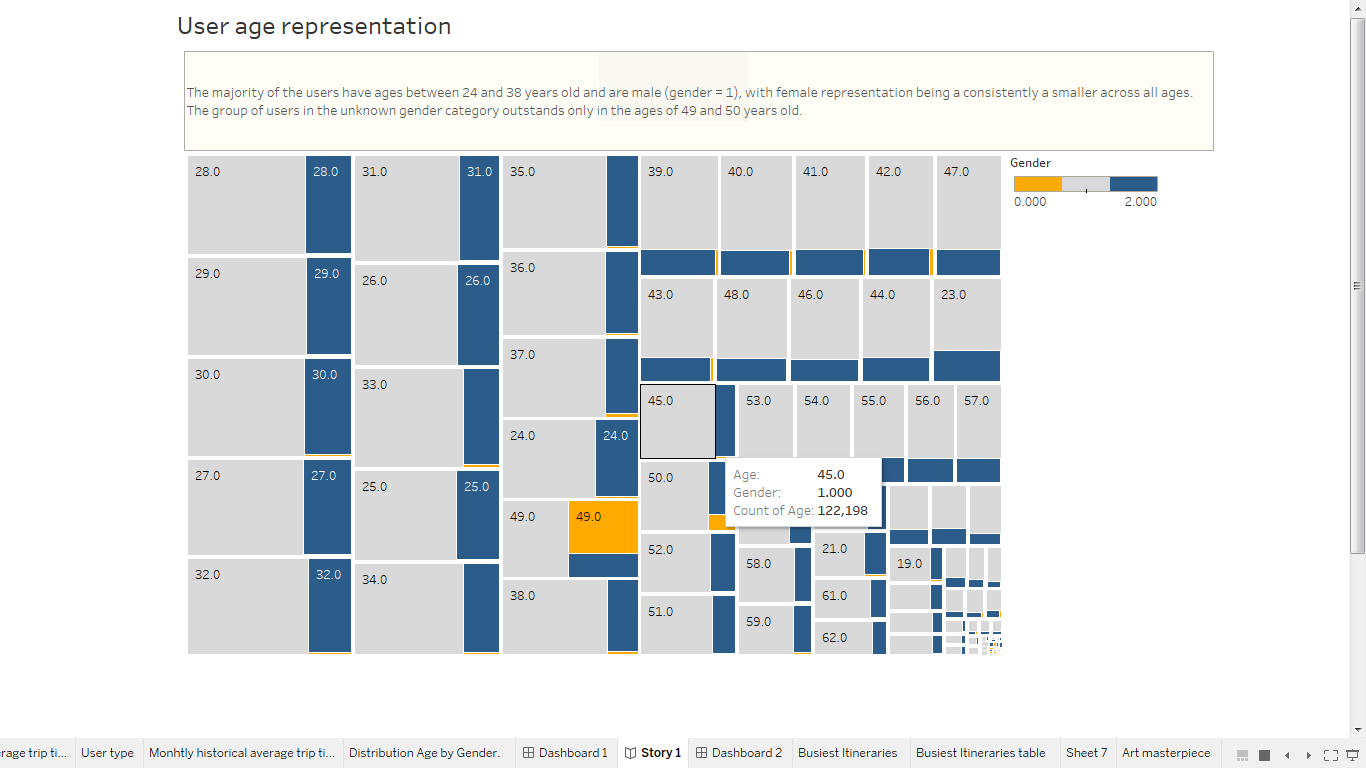 User age representation
The majority of the users have ages between 24 and 38 years old and are male (gender = 1), with female representation being a consistently a smaller across all ages.
The group of users in the unknown gender category outstands only in the ages of 49 and 50 years old.
Gender
0.000 2.000
28.0 28.0 31.0 31.0 35.0 39.0 40.0 41.0 42.0 47.0
29.0 29.0 26.0 26.0 36.0 43.0 48.0 46.0 44.0 23.0
30.0 30.0 33.0 37.0 45.0 53.0 54.0 55.0 56.0 57.0
27.0 27.0 25.0 25.0 24.0 24.0 50.0
49.0 49.0 52.0 58.0 21.0 19.0
32.0 32.0 34.0 38.0 51.0 59.0 61.0
62.0
Age: 45.0
Gender: 1.000
Count of Age: 122,198
erage trip ti... User type Monhtly historical average trip ti... Distribution Age by Gender. Dashboard 1 Story 1 Dashboard 2 Busiest Itineraries Busiest Itineraries table Sheet 7 Art masterpiece